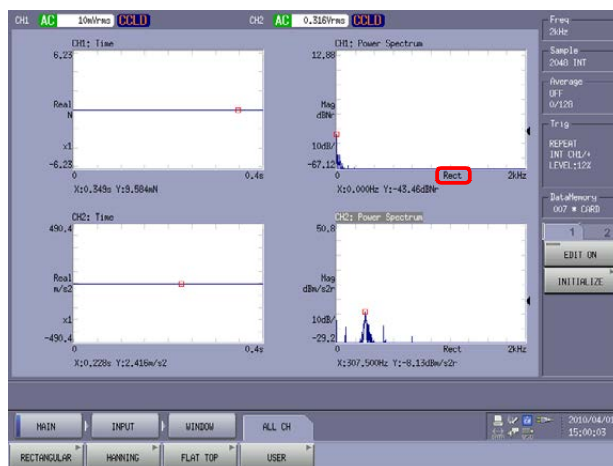 CH1 AC 10mVrms CCLD CH2 AC 0.316Vrms CCLD
Freq
2kHz
Sample
2048 INT
Average
OFF
0/128
Trig
REPEAT
INT CH1/+
LEVEL:12%
DataMemory
007 ■ CARD
1 2
EDIT ON
INITIALIZE
CH1: Time
6.23
Real
N
x1
-6.23
0 0.4s
X:0.349s Y:9.584mN
CH1: Power Spectrum
12.88
Mag
dBNr
10dB/
-67.12
0 Rect 2kHz
X:0.000Hz Y:-43.46dBNr
CH2: Time
490.4
Real
m/s2
x1
-490.4
0 0.4s
X:0.228s Y:2.416m/s2
CH2: Power Spectrum
50.8
Mag
dBm/s2r
10dB/
-29.2
0 Rect 2kHz
X:307.500Hz Y:-8.13dBm/s2r
MAIN INPUT WINDOW ALL CH
2010/04/01
15:00:03
RECTANGULAR HANNING FLAT TOP USER